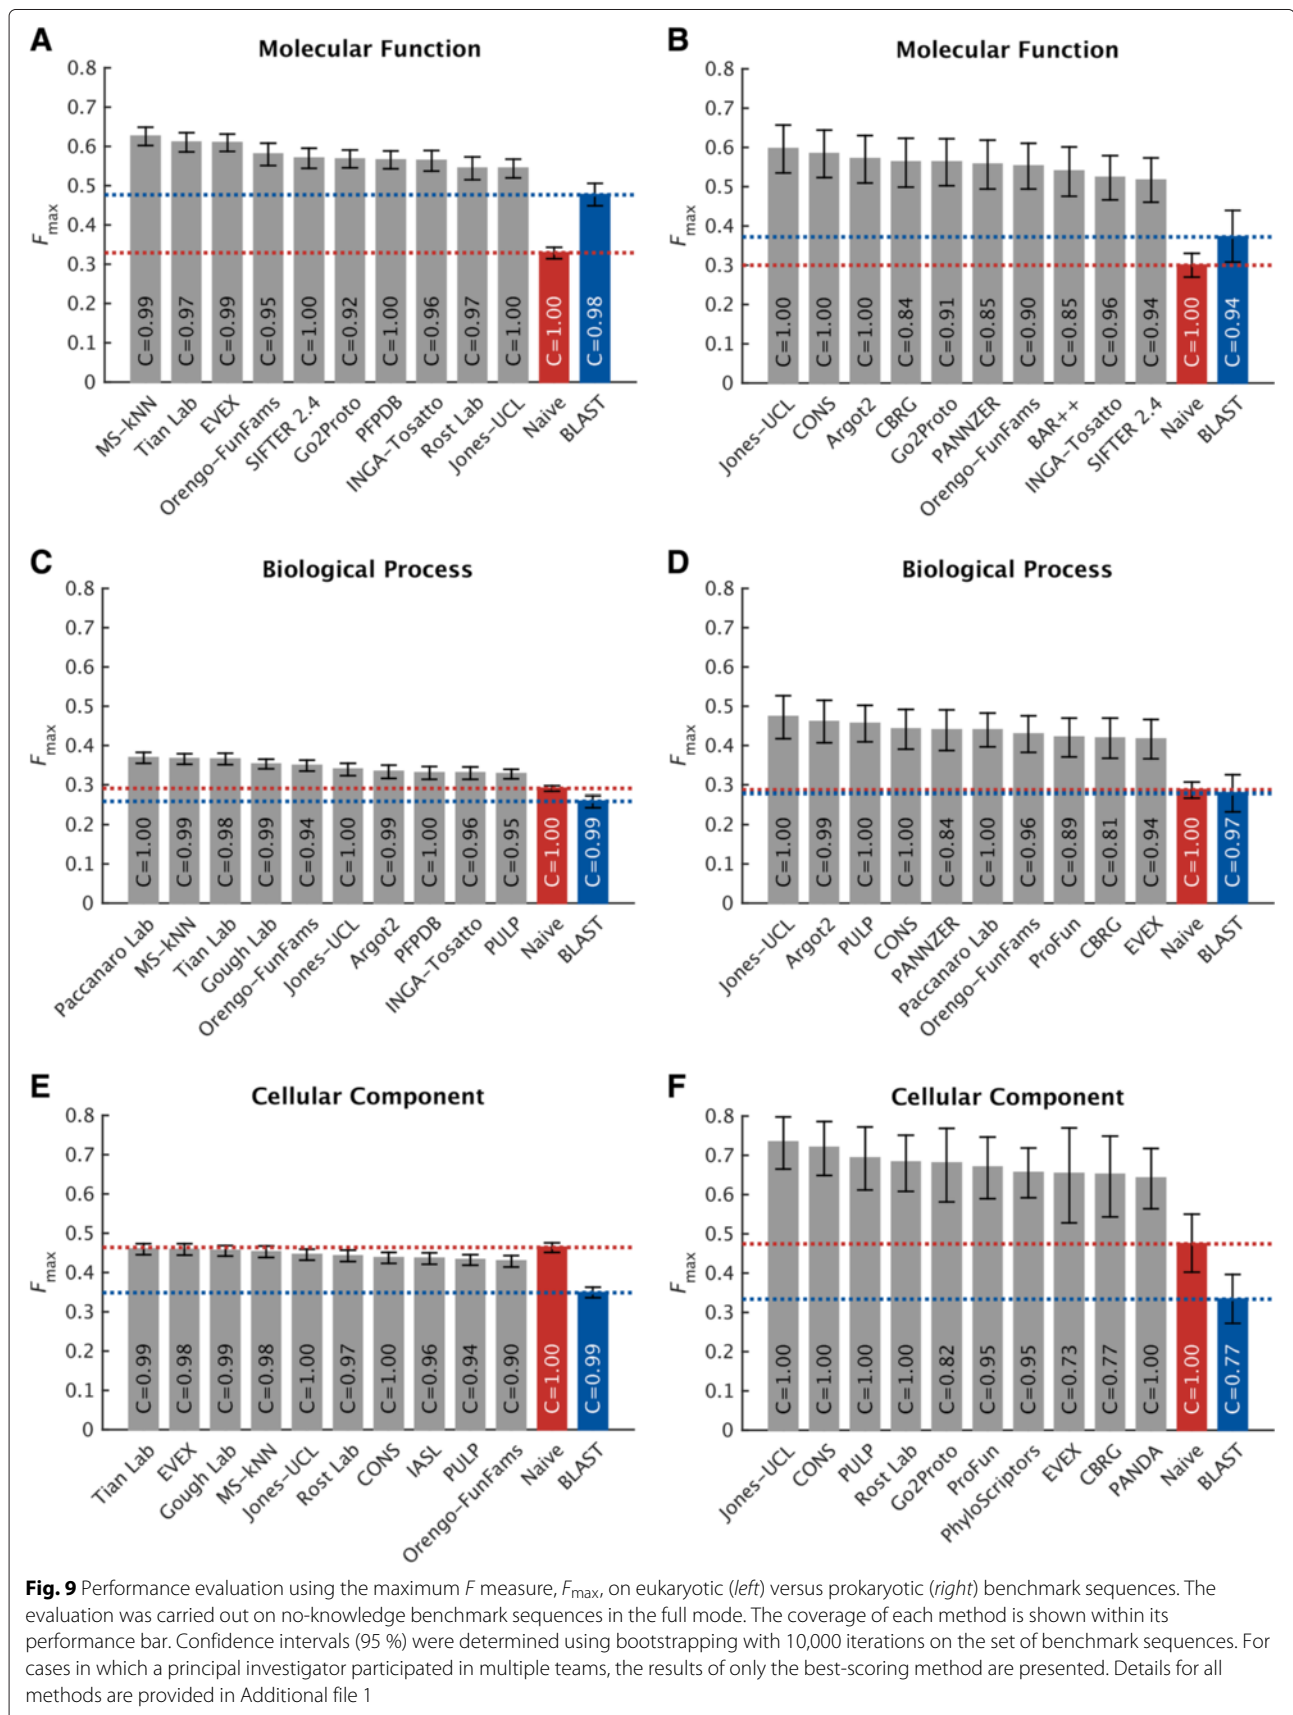 A
Molecular Function
0.8
0.7
0.6
0.5
0.4
0.3
0.2
0.1
0
Fmax
C=0.99
C=0.97
C=0.99
C=0.95
C=1.00
C=0.92
C=1.00
C=0.96
C=0.97
C=1.00
C=1.00
C=0.98
MS-kNN
Tian Lab
EVEX
Orengo-FunFams
SIFTER 2.4
Go2Proto
PFPDB
INGA-Tosatto
Rost Lab
Jones-UCL
Naive
BLAST
B
Molecular Function
0.8
0.7
0.6
0.5
0.4
0.3
0.2
0.1
0
Fmax
C=1.00
C=1.00
C=1.00
C=0.84
C=0.91
C=0.85
C=0.90
C=0.85
C=0.96
C=0.94
C=1.00
C=0.94
Jones-UCL
CONS
Argot2
CBRG
Go2Proto
PANNZER
Orengo-FunFams
BAR++
INGA-Tosatto
SIFTER 2.4
Naive
BLAST
C
Biological Process
0.8
0.7
0.6
0.5
0.4
0.3
0.2
0.1
0
Fmax
C=1.00
C=0.99
C=0.98
C=0.99
C=0.94
C=1.00
C=0.99
C=1.00
C=0.96
C=0.95
C=1.00
C=0.99
Paccanaro Lab
MS-kNN
Tian Lab
Gough Lab
Orengo-FunFams
Jones-UCL
Argot2
PFPDB
INGA-Tosatto
PULP
Naive
BLAST
D
Biological Process
0.8
0.7
0.6
0.5
0.4
0.3
0.2
0.1
0
Fmax
C=1.00
C=0.99
C=1.00
C=1.00
C=0.84
C=1.00
C=0.96
C=0.89
C=0.81
C=0.94
C=1.00
C=0.97
Jones-UCL
Argot2
PULP
CONS
PANNZER
Paccanaro Lab
Orengo-FunFams
ProFun
CBRG
EVEX
Naive
BLAST
E
Cellular Component
0.8
0.7
0.6
0.5
0.4
0.3
0.2
0.1
0
Fmax
C=0.99
C=0.98
C=0.99
C=0.98
C=1.00
C=0.97
C=1.00
C=0.96
C=0.94
C=0.90
C=1.00
C=0.99
Tian Lab
EVEX
Gough Lab
MS-kNN
Jones-UCL
Rost Lab
CONS
IASL
PULP
Orengo-FunFams
Naive
BLAST
F
Cellular Component
0.8
0.7
0.6
0.5
0.4
0.3
0.2
0.1
0
Fmax
C=1.00
C=1.00
C=1.00
C=1.00
C=0.82
C=0.95
C=0.95
C=0.73
C=0.77
C=1.00
C=1.00
C=0.77
Jones-UCL
CONS
PULP
Rost Lab
Go2Proto
ProFun
PhyloScriptors
EVEX
CBRG
PANDA
Naive
BLAST
Fig. 9 Performance evaluation using the maximum F measure, Fmax, on eukaryotic (left) versus prokaryotic (right) benchmark sequences. The
evaluation was carried out on no-knowledge benchmark sequences in the full mode. The coverage of each method is shown within its
performance bar. Confidence intervals (95 %) were determined using bootstrapping with 10,000 iterations on the set of benchmark sequences. For
cases in which a principal investigator participated in multiple teams, the results of only the best-scoring method are presented. Details for all
methods are provided in Additional file 1